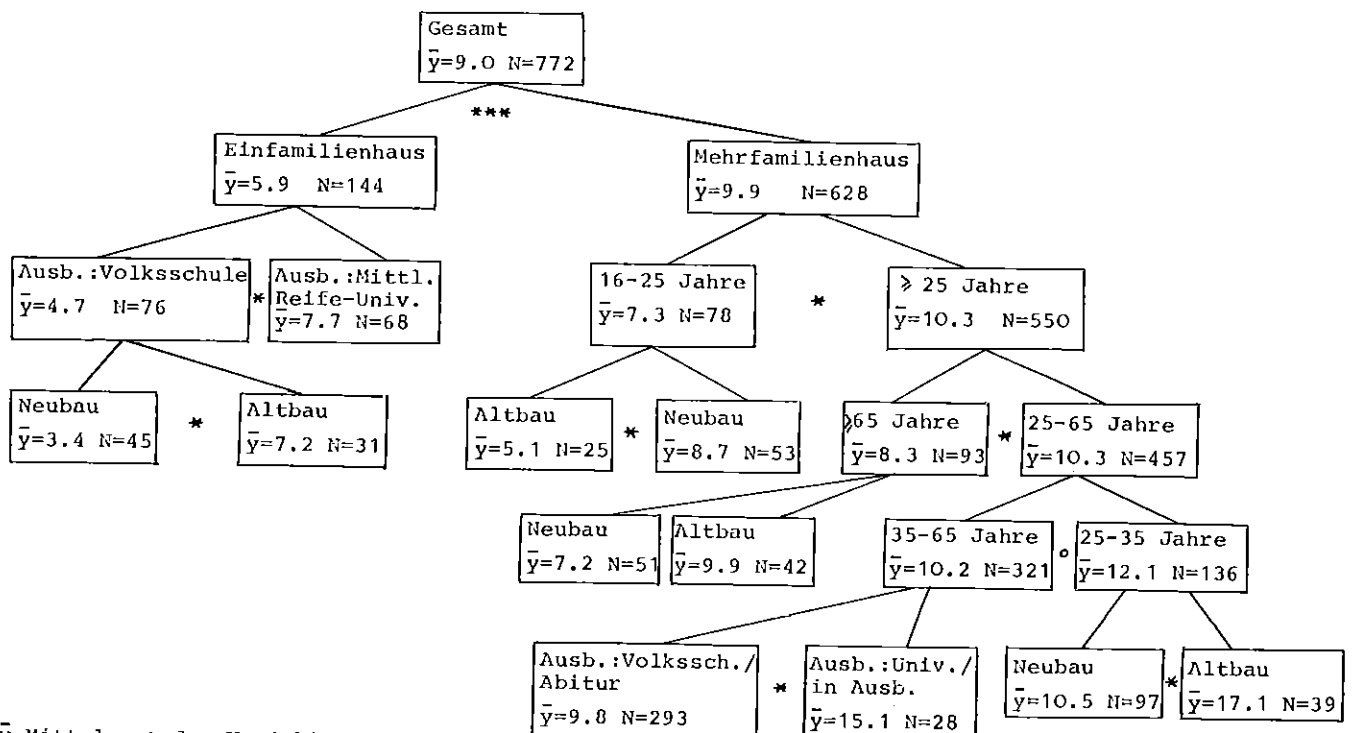 Gesamt
ȳ=9.0 N=772
***
Einfamilienhaus
ȳ=5.9 N=144
Mehrfamilienhaus
ȳ=9.9 N=628
Ausb.:Volksschule
ȳ=4.7 N=76
*
Ausb.:Mittl.
Reife-Univ.
ȳ=7.7 N=68
16-25 Jahre
ȳ=7.3 N=78
*
⩾ 25 Jahre
ȳ=10.3 N=550
Neubau
ȳ=3.4 N=45
*
Altbau
ȳ=7.2 N=31
Altbau
ȳ=5.1 N=25
*
Neubau
ȳ=8.7 N=53
⩾65 Jahre
ȳ=8.3 N=93
*
25-65 Jahre
ȳ=10.3 N=457
Neubau
ȳ=7.2 N=51
Altbau
ȳ=9.9 N=42
35-65 Jahre
ȳ=10.2 N=321
o
25-35 Jahre
ȳ=12.1 N=136
Ausb.:Volkssch./
Abitur
ȳ=9.8 N=293
*
Ausb.:Univ./
in Ausb.
ȳ=15.1 N=28
Neubau
ȳ=10.5 N=97
*
Altbau
ȳ=17.1 N=39